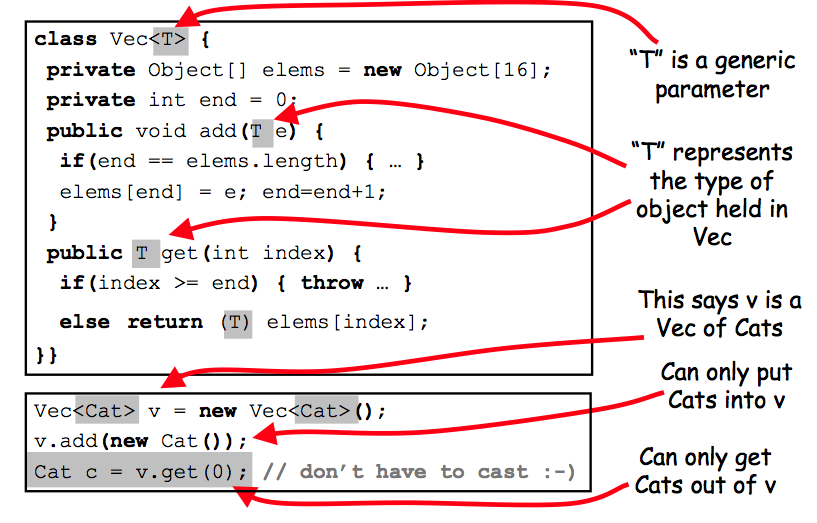 class Vec<T> {
private Object[] elems = new Object[16];
private int end = 0;
public void add(T e) {
if(end == elems.length) { … }
elems[end] = e; end=end+1;
}
public T get(int index) {
if(index >= end) { throw … }
else return (T) elems[index];
}}
Vec<Cat> v = new Vec<Cat>();
v.add(new Cat());
Cat c = v.get(0); // don’t have to cast :-)
“T” is a generic
parameter
“T” represents
the type of
object held in
Vec
This says v is a
Vec of Cats
Can only put
Cats into v
Can only get
Cats out of v